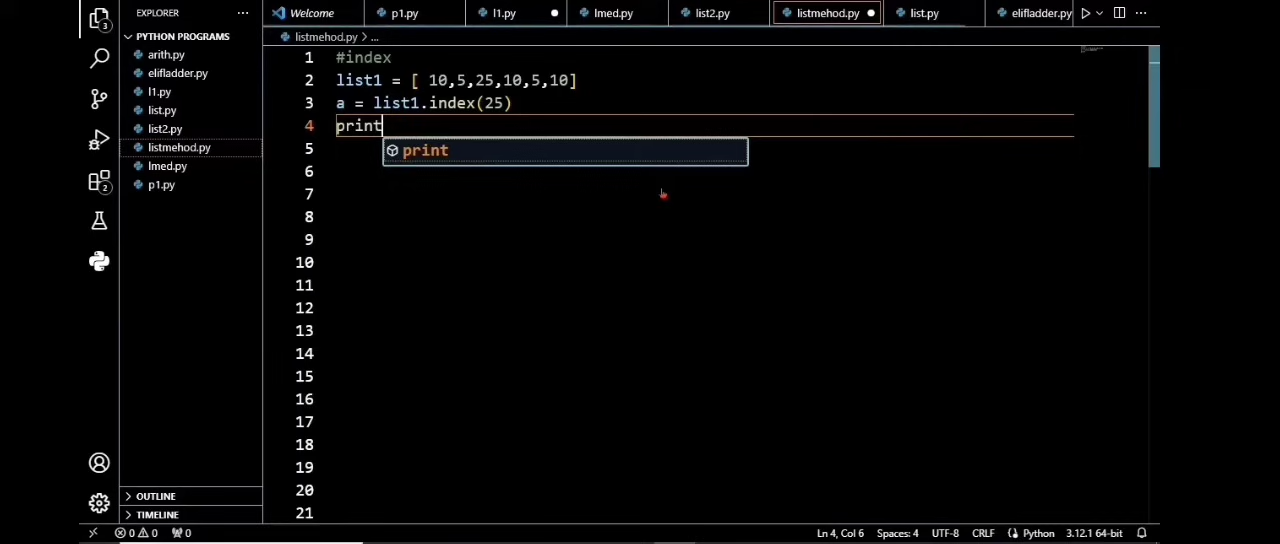 EXPLORER
PYTHON PROGRAMS
arith.py
elifladder.py
l1.py
list.py
list2.py
listmehod.py
lmed.py
p1.py
OUTLINE
TIMELINE
3
2
Welcome p1.py l1.py lmed.py list2.py listmehod.py list.py elifladder.py
listmehod.py > ...
1 #index
2 list1 = [ 10,5,25,10,5,10]
3 a = list1.index(25)
4 print
print
5
6
7
8
9
10
11
12
13
14
15
16
17
18
19
20
21
0 0 0 Ln 4, Col 6 Spaces: 4 UTF-8 CRLF Python 3.12.1 64-bit